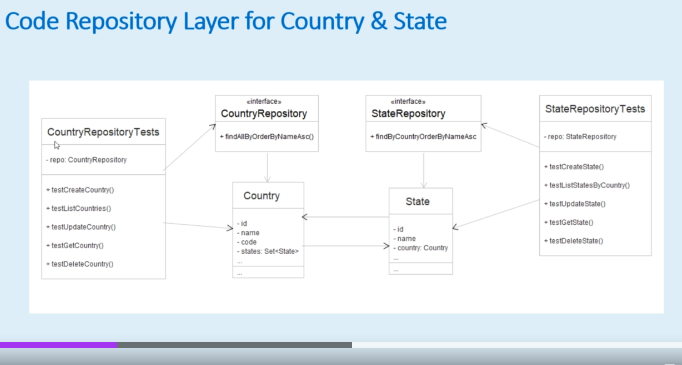 Code Repository Layer for Country & State
CountryRepositoryTests
- repo: CountryRepository
+ testCreateCountry()
+ testListCountries()
+ testUpdateCountry()
+ testGetCountry()
+ testDeleteCountry()
«interface»
CountryRepository
+ findAllByOrderByNameAsc()
Country
- id
- name
- code
- states: Set<State>
...
...
«interface»
StateRepository
+ findByCountryOrderByNameAsc
State
- id
- name
- country: Country
...
...
StateRepositoryTests
- repo: StateRepository
+ testCreateState()
+ testListStatesByCountry()
+ testUpdateState()
+ testGetState()
+ testDeleteState()